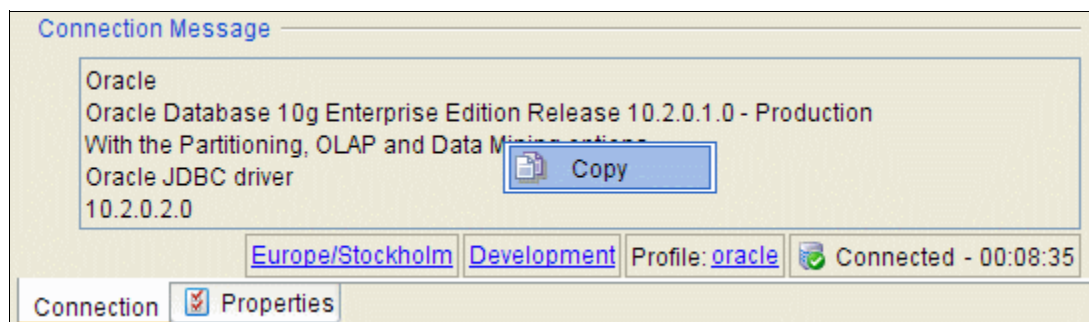 Connection Message
Oracle
Oracle Database 10g Enterprise Edition Release 10.2.0.1.0 - Production
With the Partitioning, OLAP and Data Mining options
Copy
Oracle JDBC driver
10.2.0.2.0
Europe/Stockholm Development Profile: oracle Connected - 00:08:35
Connection Properties